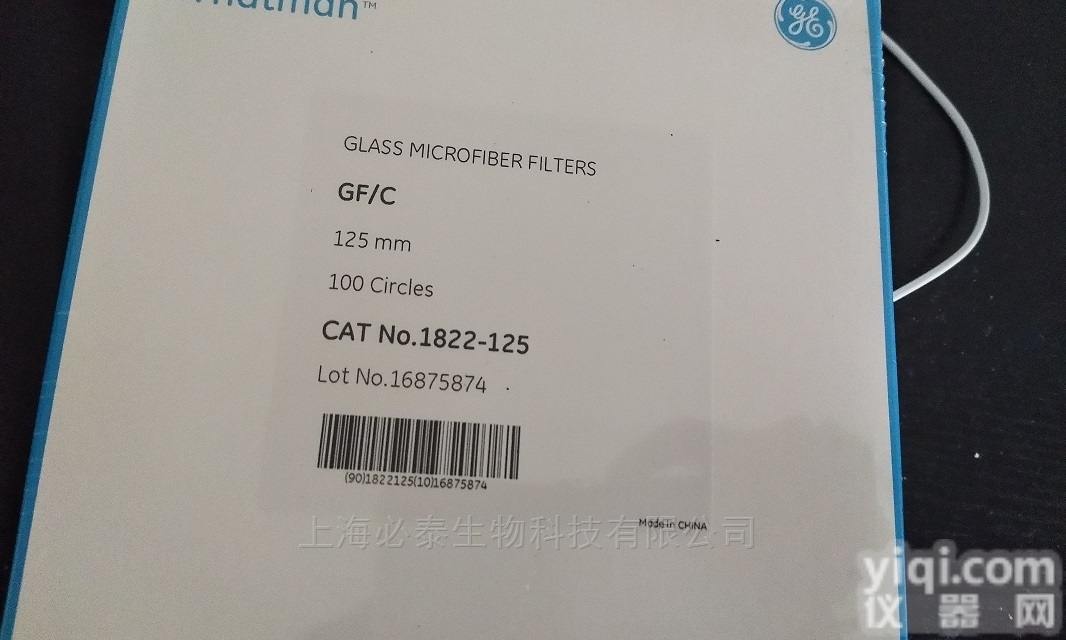 Whatman™
GE
GLASS MICROFIBER FILTERS
GF/C
125 mm
100 Circles
CAT No.1822-125
Lot No.16875874
(90)1822125(10)16875874
Made in CHINA
上海必泰生物科技有限公司
yiqi.com
仪器网